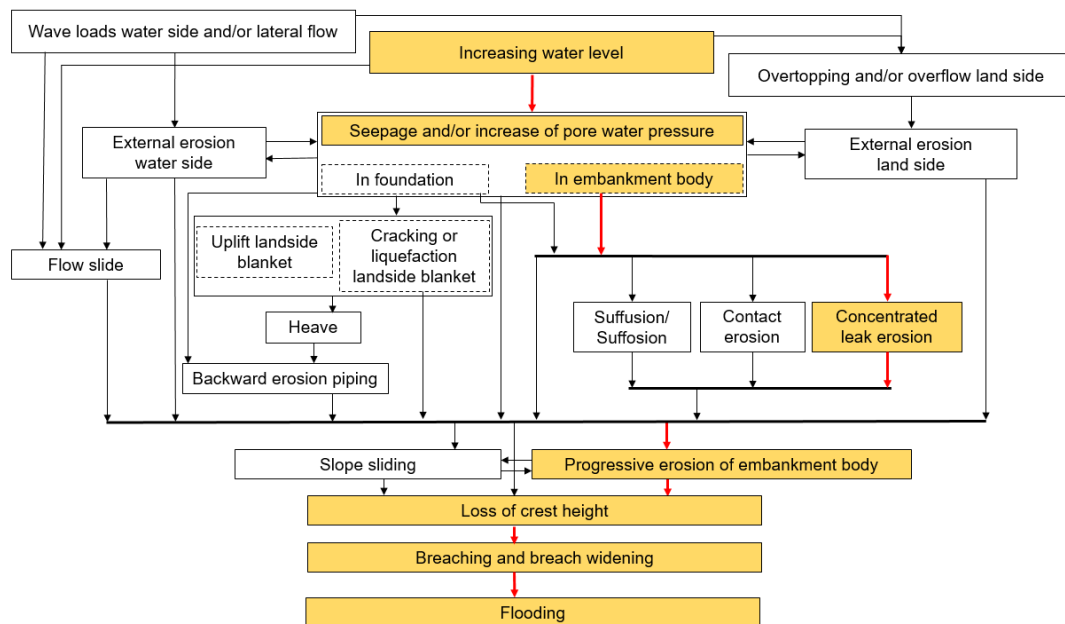 Wave loads water side and/or lateral flow
Increasing water level
Overtopping and/or overflow land side
Seepage and/or increase of pore water pressure
External erosion
water side
External erosion
land side
In foundation
In embankment body
Uplift landside
blanket
Cracking or
liquefaction
landside blanket
Flow slide
Suffusion/
Suffosion
Contact
erosion
Concentrated
leak erosion
Heave
Backward erosion piping
Slope sliding
Progressive erosion of embankment body
Loss of crest height
Breaching and breach widening
Flooding